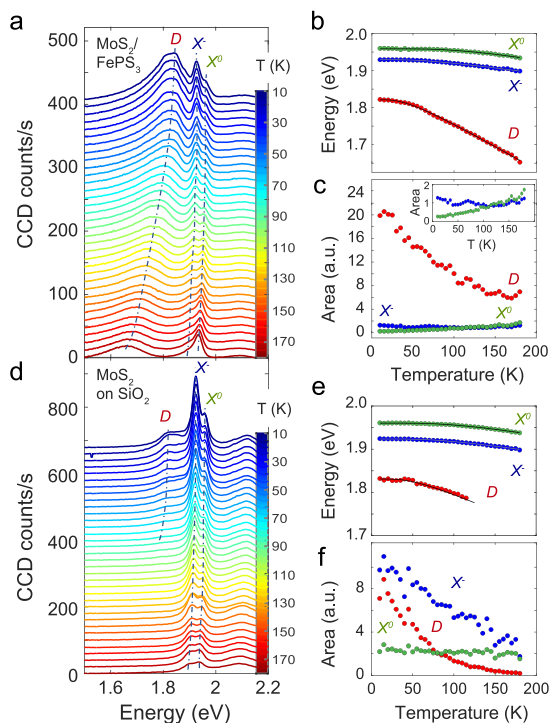 a
500
400
300
200
100
0
CCD counts/s
MoS2/
FePS3
D
X-
X0
T (K)
10
30
50
70
90
110
130
150
170
b
2.0
1.9
1.8
1.7
1.6
Energy (eV)
X0
X-
D
c
24
20
16
12
8
4
0
Area (a.u.)
2
1
0
Area
0
50
100
150
T (K)
D
X-
X0
0
50
100
150
200
Temperature (K)
d
800
600
400
200
0
CCD counts/s
MoS2
on SiO2
D
X-
X0
T (K)
10
30
50
70
90
110
130
150
170
1.6
1.8
2.0
2.2
Energy (eV)
e
2.0
1.9
1.8
1.7
Energy (eV)
X0
X-
D
f
8
4
0
Area (a.u.)
X-
D
X0
0
50
100
150
200
Temperature (K)